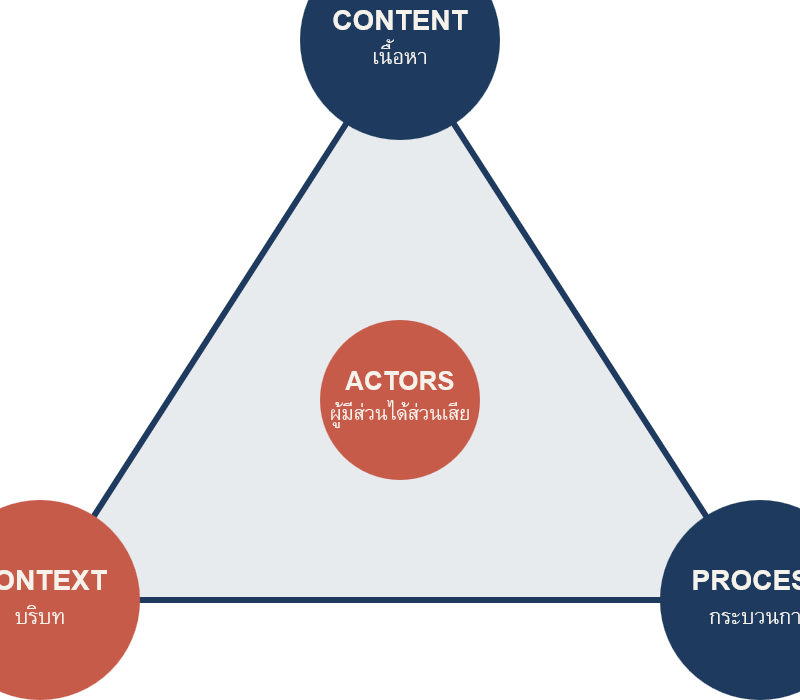 CONTENT
เนื้อหา
ACTORS
ผู้มีส่วนได้ส่วนเสีย
ONTEXT
บริบท
PROCES
กระบวนกา